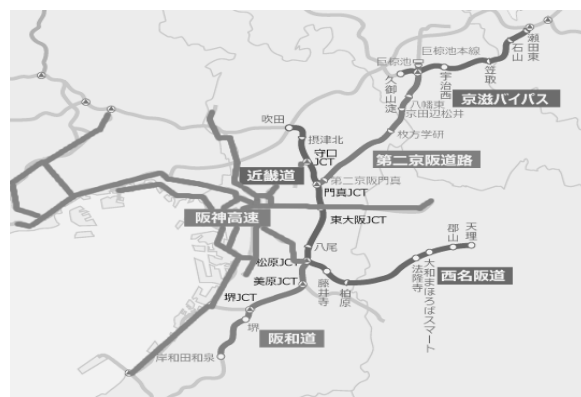 瀬田東
石山
笠取
巨椋池本線
宇治西
巨椋池
久御山淀
京滋バイパス
八幡東
京田辺松井
枚方学研
第二京阪道路
吹田
摂津北
守口
JCT
近畿道
第二京阪門真
門真JCT
阪神高速
東大阪JCT
八尾
松原JCT
美原JCT
堺JCT
藤井寺
柏原
天理
郡山
大和まほろばスマート
法隆寺
西名阪道
堺
阪和道
岸和田和泉